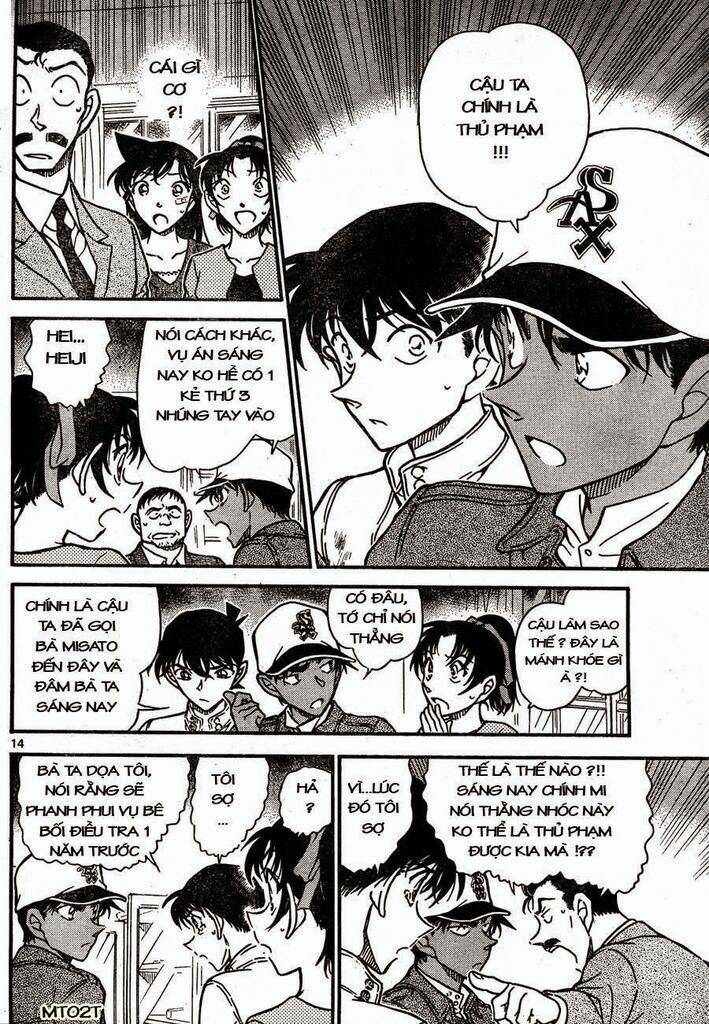 CÁI GÌ
CƠ
?!
CẬU TA
CHÍNH LÀ
THỦ PHẠM
!!!
SAX
HEI...
HEIJI
NÓI CÁCH KHÁC,
VỤ ÁN SÁNG
NAY KO HỀ CÓ 1
KẺ THỨ 3
NHÚNG TAY VÀO
CHÍNH LÀ CẬU
TA ĐÃ GỌI
BÀ MISATO
ĐẾN ĐÂY VÀ
ĐÂM BÀ TA
SÁNG NAY
CÓ ĐÂU,
TỚ CHỈ NÓI
THẲNG
SAX
CẬU LÀM SAO
THẾ ? ĐÂY LÀ
MÁNH KHÓE GÌ
À ?!
14
BÀ TA DỌA TÔI,
NÓI RẰNG SẼ
PHANH PHUI VỤ BÊ
BỐI ĐIỀU TRA 1
NĂM TRƯỚC
TÔI
SỢ
...
HẢ
?
VÌ...LÚC
ĐÓ TÔI
SỢ
THẾ LÀ THẾ NÀO ?!!
SÁNG NAY CHÍNH MI
NÓI THẰNG NHÓC NÀY
KO THỂ LÀ THỦ PHẠM
ĐƯỢC KIA MÀ !??
MT02T